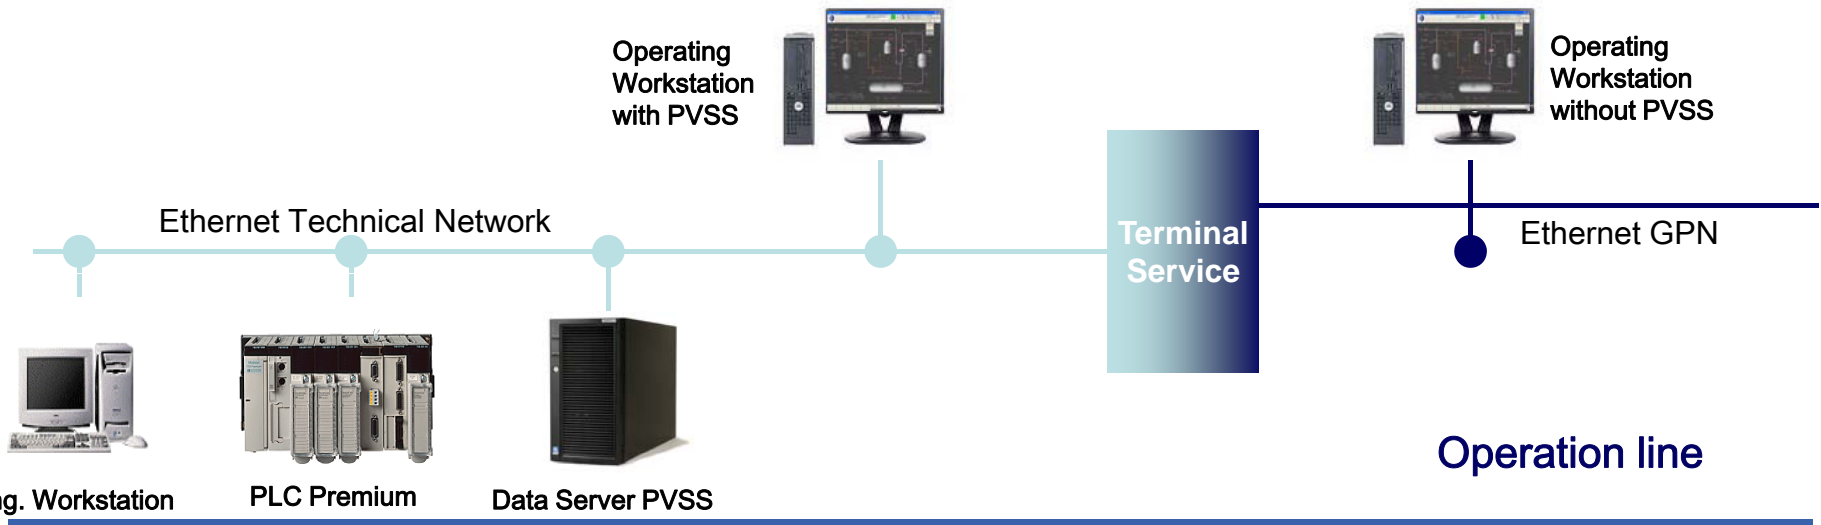 Operating
Workstation
with PVSS
Operating
Workstation
without PVSS
Ethernet Technical Network
Terminal
Service
Ethernet GPN
Operation line
Workstation
PLC Premium
Data Server PVSS